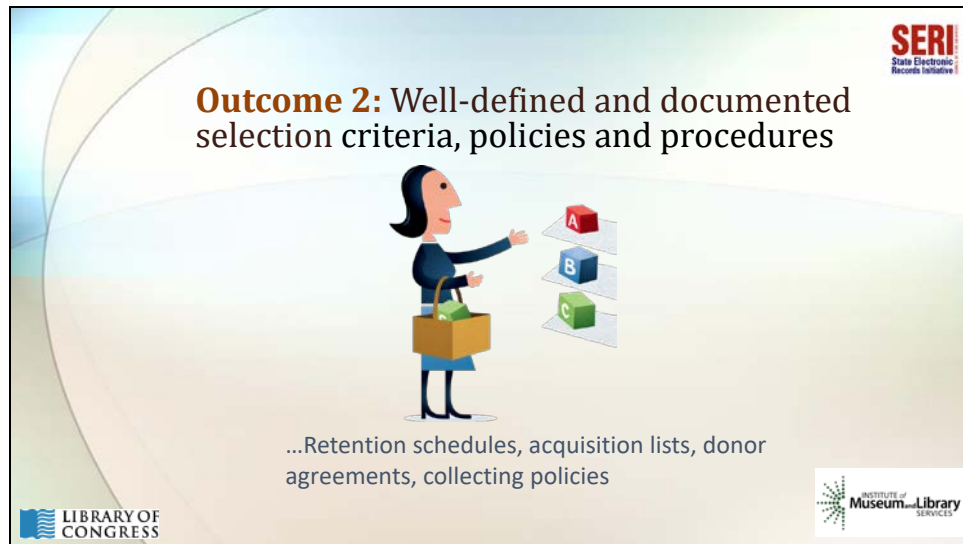 SERI
State Electronic
Records Initiative
Outcome 2: Well-defined and documented
selection criteria, policies and procedures
A
B
C
…Retention schedules, acquisition lists, donor
agreements, collecting policies
LIBRARY OF
CONGRESS
INSTITUTE of
Museum and Library
SERVICES